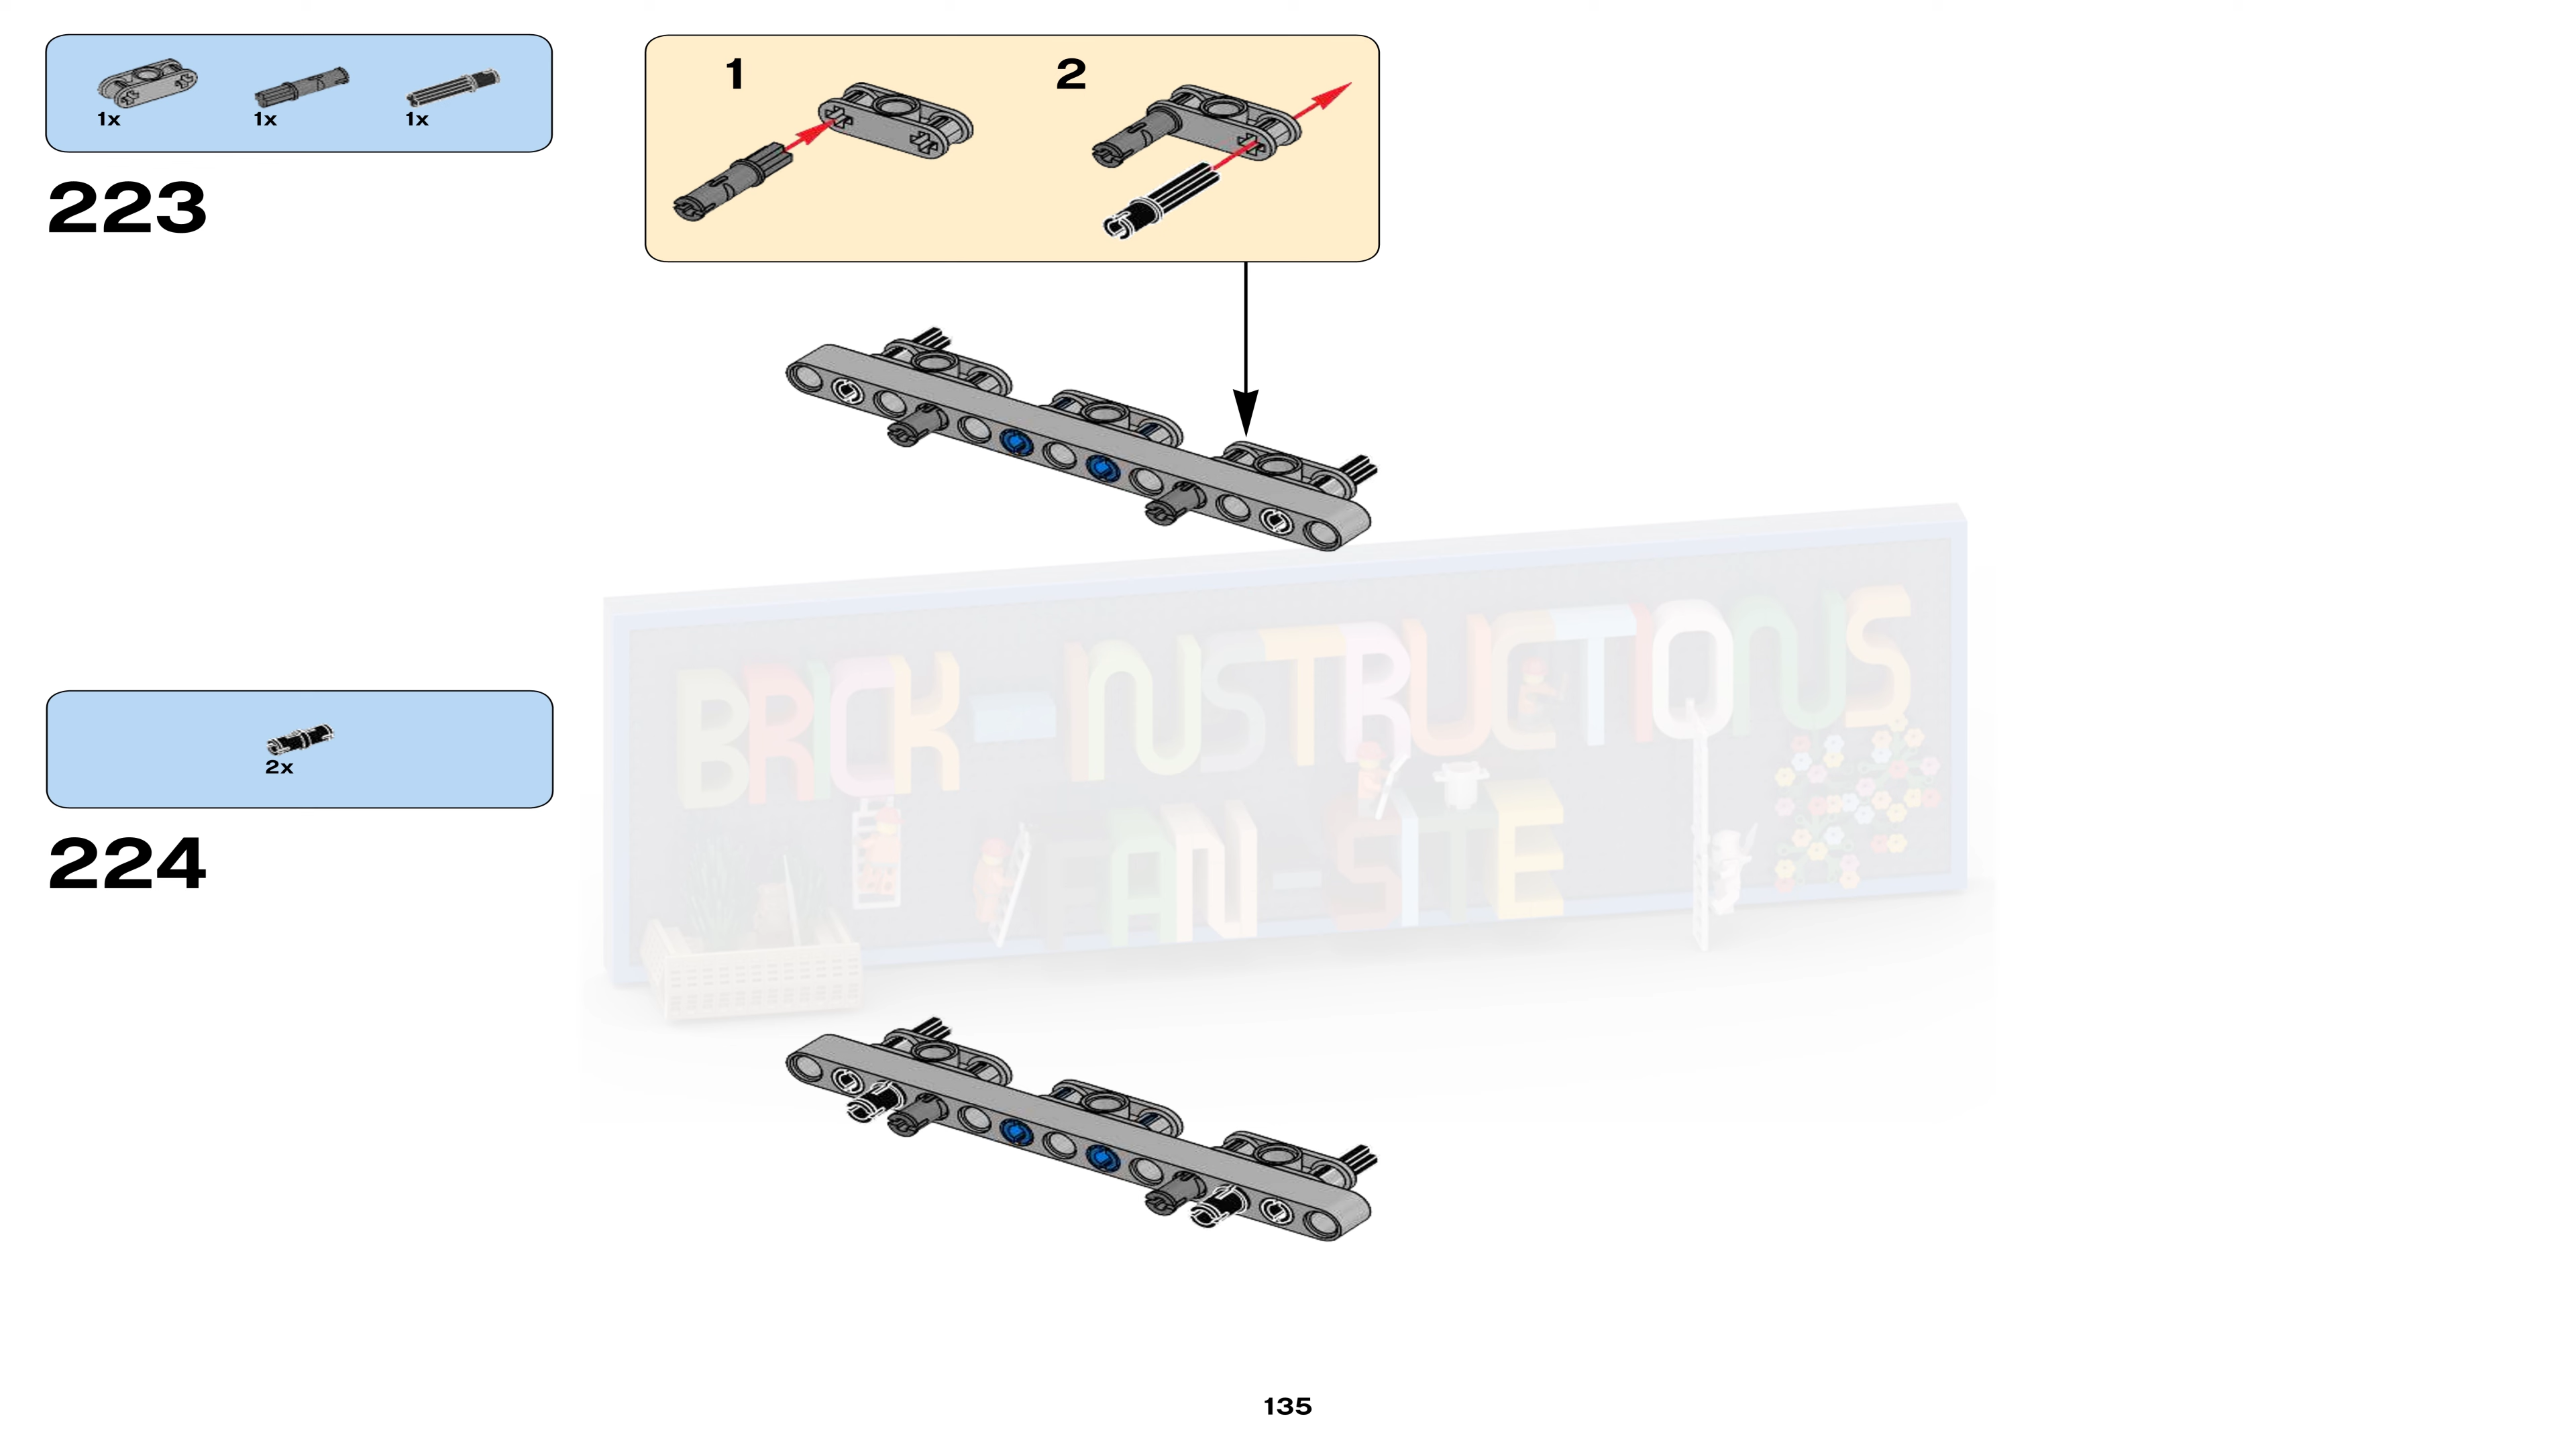 1x 1x 1x
223
1 2
BRICK-INSTRUCTIONS
FAN-SITE
2x
224
135